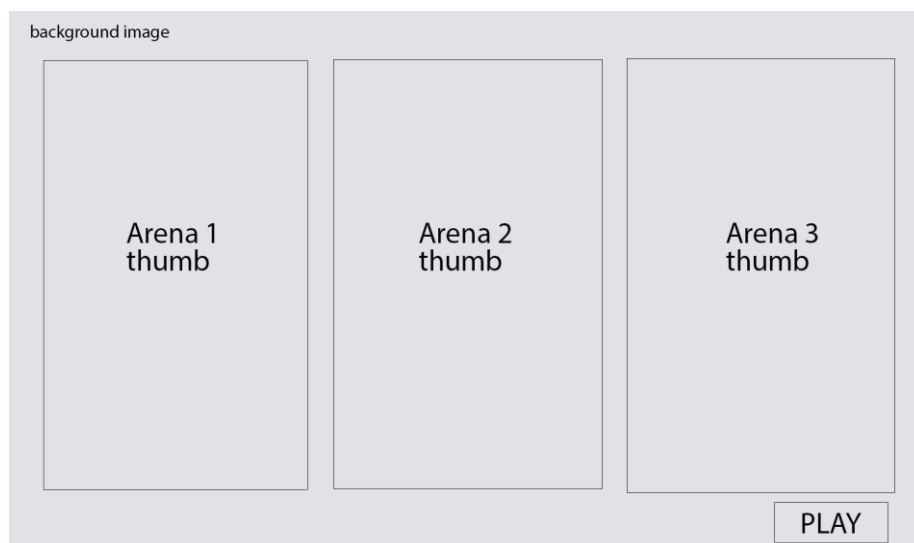 background image
Arena 1
thumb
Arena 2
thumb
Arena 3
thumb
PLAY